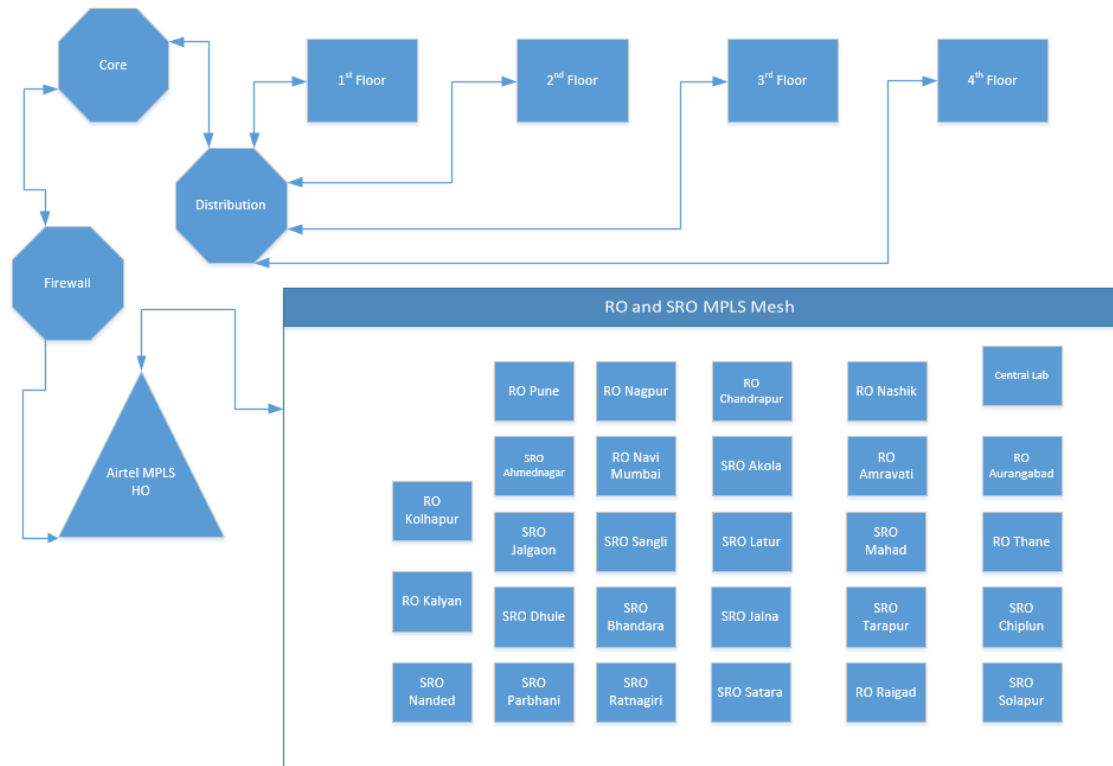 Core
1st Floor
2nd Floor
3rd Floor
4th Floor
Distribution
Firewall
Airtel MPLS
HO
RO and SRO MPLS Mesh
RO Pune
RO Nagpur
RO
Chandrapur
RO Nashik
Central Lab
SRO
Ahmednagar
RO Navi
Mumbai
SRO Akola
RO
Amravati
RO
Aurangabad
RO
Kolhapur
SRO
Jalgaon
SRO Sangli
SRO Latur
SRO
Mahad
RO Thane
RO Kalyan
SRO Dhule
SRO
Bhandara
SRO Jalna
SRO
Tarapur
SRO
Chiplun
SRO
Nanded
SRO
Parbhani
SRO
Ratnagiri
SRO Satara
RO Raigad
SRO
Solapur